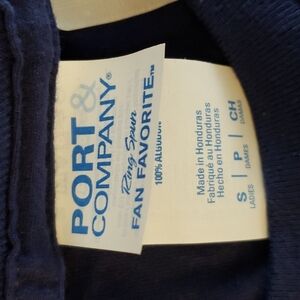 PORT &
COMPANY®
Ring Spun
FAN FAVORITE™
100% ALGODON
Made in Honduras
Fabriqué au Honduras
Hecho en Honduras
S | P | CH
LADIES DAMES DAMAS